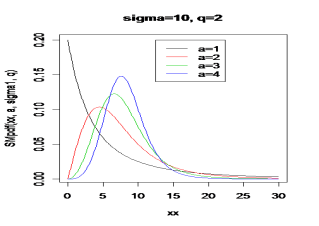 sigma=10, q=2
SMpdf(xx, a, sigma1, q)
0.20
0.15
0.10
0.05
0.00
a=1
a=2
a=3
a=4
0 5 10 15 20 25 30
xx